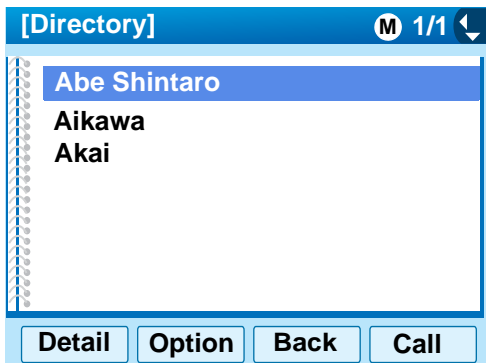 [Directory] M 1/1
Abe Shintaro
Aikawa
Akai
Detail Option Back Call